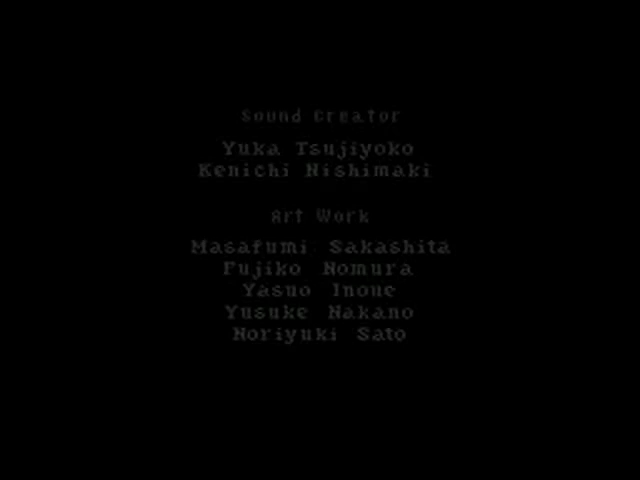 Sound Creator
Yuka Tsujiyoko
Kenichi Nishimaki
Art Work
Masafumi Sakashita
Fujiko Nomura
Yasuo Inoue
Yusuke Nakano
Noriyuki Sato